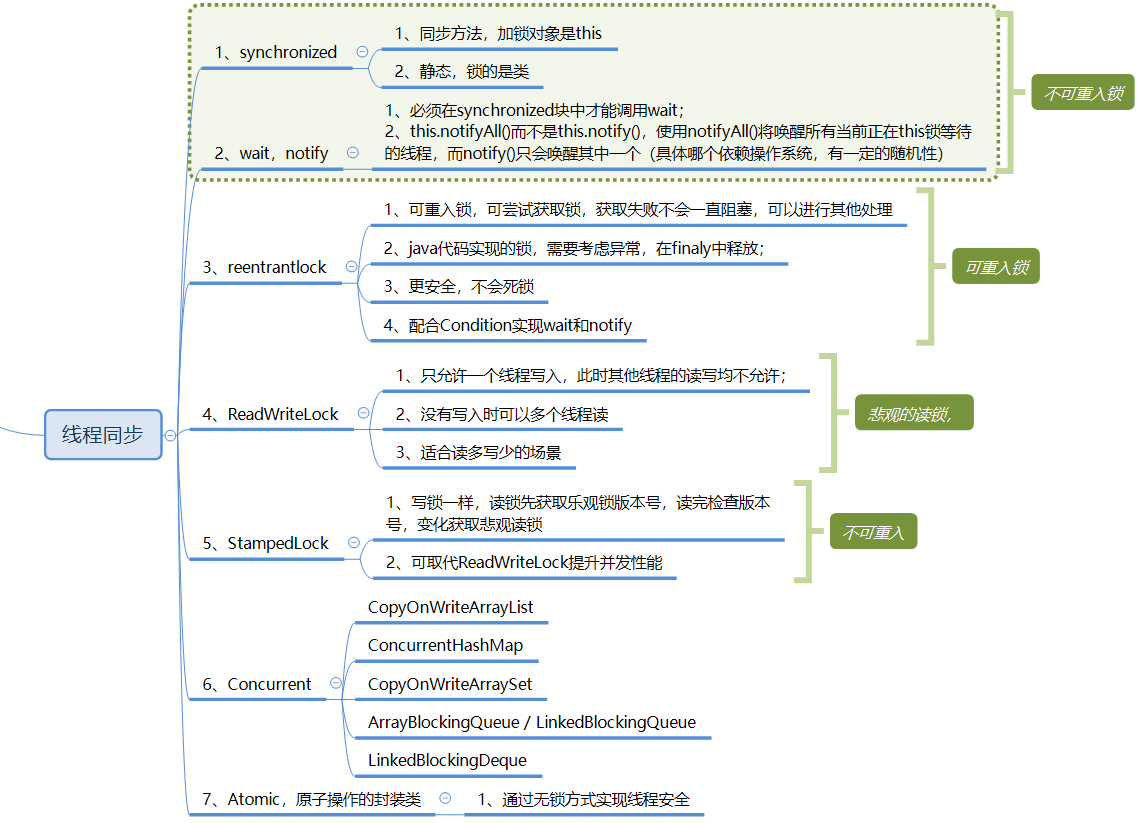 线程同步
1、synchronized
1、同步方法，加锁对象是this
2、静态，锁的是类
2、wait，notify
1、必须在synchronized块中才能调用wait；
2、this.notifyAll()而不是this.notify()，使用notifyAll()将唤醒所有当前正在this锁等待
的线程，而notify()只会唤醒其中一个（具体哪个依赖操作系统，有一定的随机性）
不可重入锁
3、reentrantlock
1、可重入锁，可尝试获取锁，获取失败不会一直阻塞，可以进行其他处理
2、java代码实现的锁，需要考虑异常，在finaly中释放；
3、更安全，不会死锁
4、配合Condition实现wait和notify
可重入锁
4、ReadWriteLock
1、只允许一个线程写入，此时其他线程的读写均不允许；
2、没有写入时可以多个线程读
3、适合读多写少的场景
悲观的读锁,
5、StampedLock
1、写锁一样，读锁先获取乐观锁版本号，读完检查版本
号，变化获取悲观读锁
2、可取代ReadWriteLock提升并发性能
不可重入
6、Concurrent
CopyOnWriteArrayList
ConcurrentHashMap
CopyOnWriteArraySet
ArrayBlockingQueue / LinkedBlockingQueue
LinkedBlockingDeque
7、Atomic，原子操作的封装类
1、通过无锁方式实现线程安全